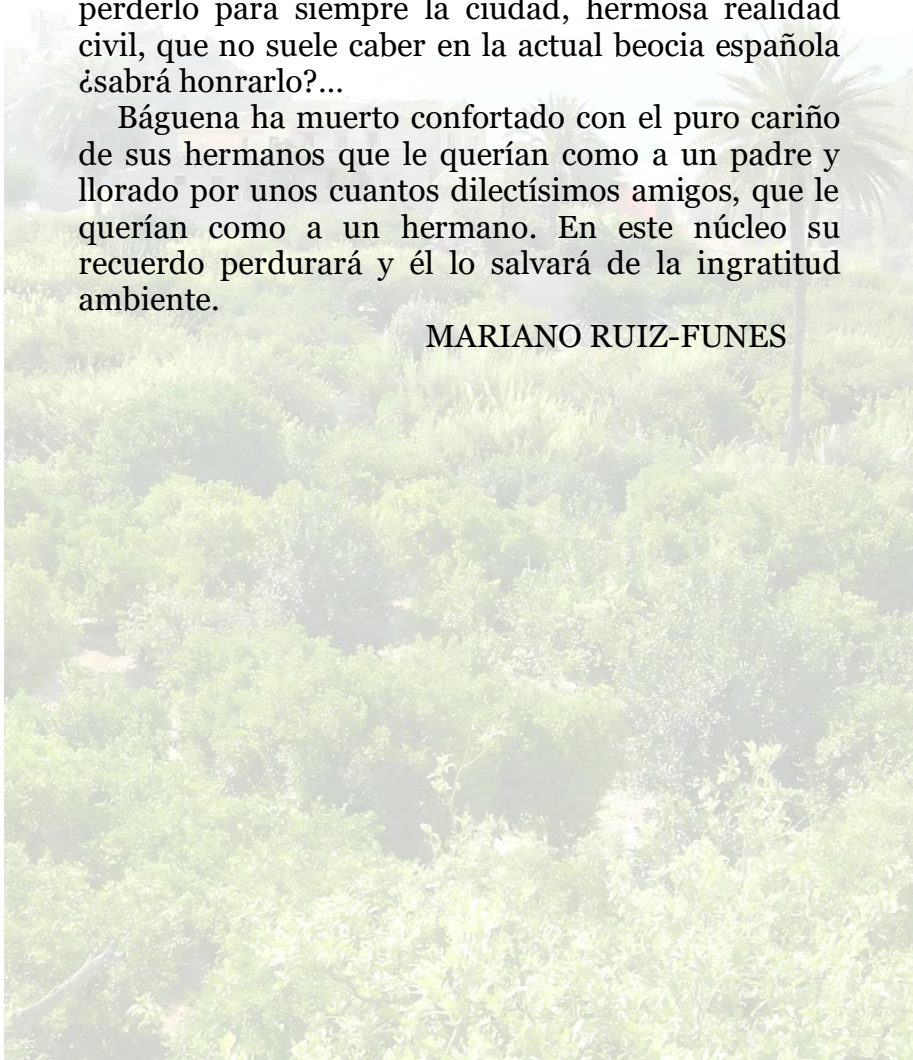 perderlo para siempre la ciudad, hermosa realidad
civil, que no suele caber en la actual beocia española
¿sabrá honrarlo?...
Báguena ha muerto confortado con el puro cariño
de sus hermanos que le querían como a un padre y
llorado por unos cuantos dilectísimos amigos, que le
querían como a un hermano. En este núcleo su
recuerdo perdurará y él lo salvará de la ingratitud
ambiente.
MARIANO RUIZ-FUNES